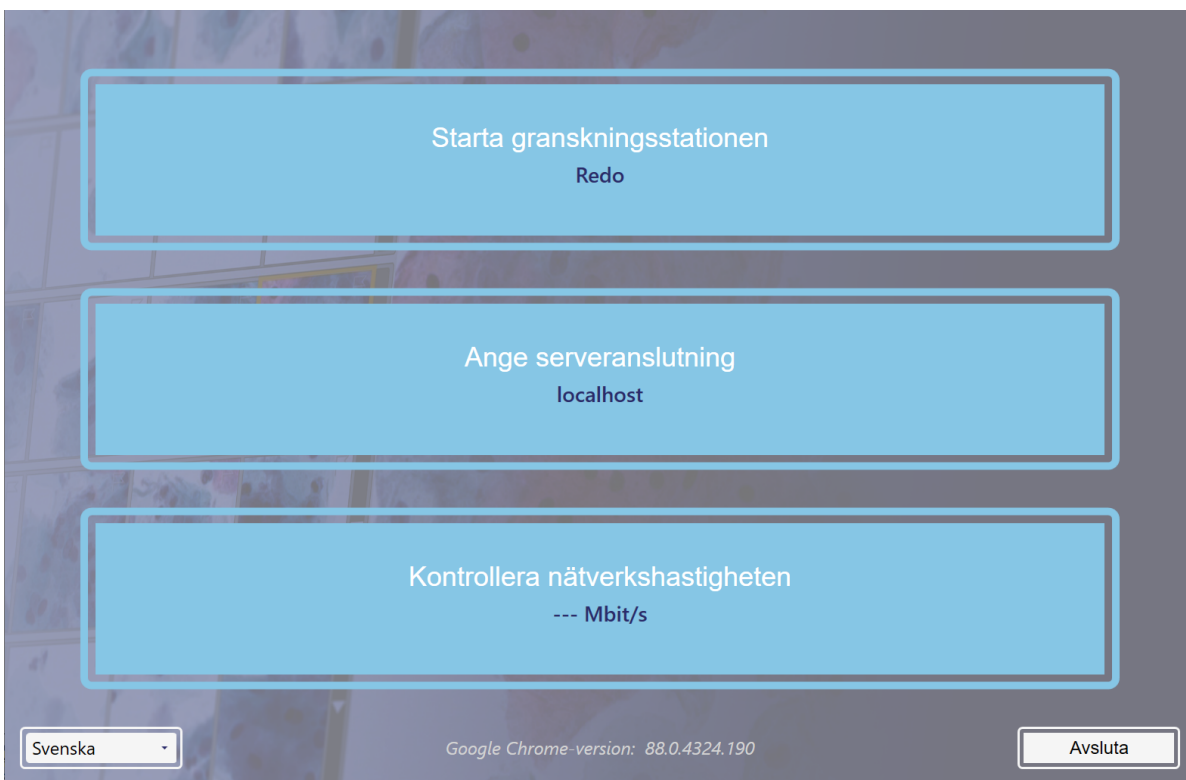 Starta granskningsstationen
Redo
Ange serveranslutning
localhost
Kontrollera nätverkshastigheten
--- Mbit/s
Svenska
Google Chrome-version: 88.0.4324.190
Avsluta